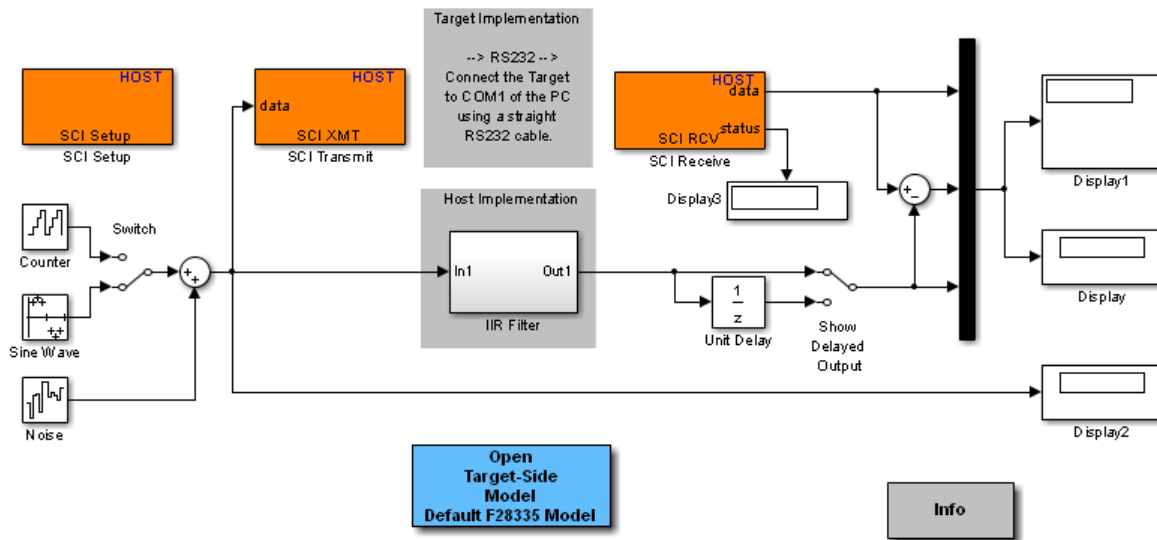 Target Implementation
--> RS232 -->
Connect the Target
to COM1 of the PC
using a straight
RS232 cable.
HOST
SCI Setup
SCI Setup
HOST
data
SCI XMT
SCI Transmit
HOST
data
status
SCI RCV
SCI Receive
Display3
Display1
Host Implementation
In1
Out1
IIR Filter
Counter
Switch
Sine Wave
Noise
+
+
1
z
Unit Delay
Show
Delayed
Output
+
−
Display
Display2
Open
Target-Side
Model
Default F28335 Model
Info